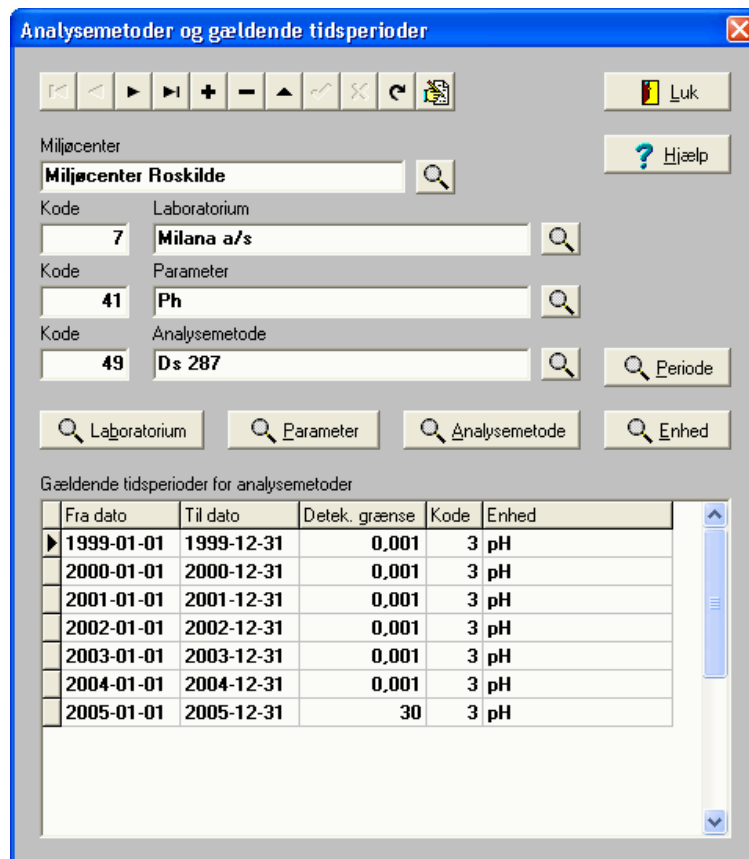 Analysemetoder og gældende tidsperioder
Luk
Miljøcenter
Hjælp
Miljøcenter Roskilde
Kode Laboratorium
7 Milana a/s
Kode Parameter
41 Ph
Kode Analysemetode
49 Ds 287
Periode
Laboratorium Parameter Analysemetode Enhed
Gældende tidsperioder for analysemetoder
Fra dato Til dato Detek. grænse Kode Enhed
1999-01-01 1999-12-31 0,001 3 pH
2000-01-01 2000-12-31 0,001 3 pH
2001-01-01 2001-12-31 0,001 3 pH
2002-01-01 2002-12-31 0,001 3 pH
2003-01-01 2003-12-31 0,001 3 pH
2004-01-01 2004-12-31 0,001 3 pH
2005-01-01 2005-12-31 30 3 pH